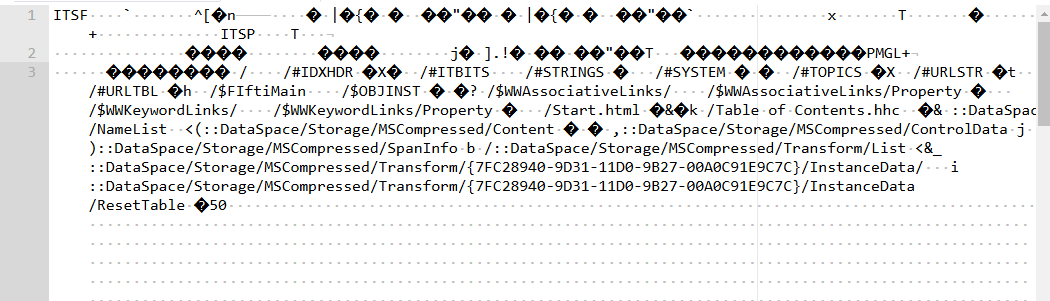 1 ITSF ` ^[�n � |�{� � ��"�� � |�{� � ��"��` x T �
+ ITSP T
2 ���� ���� j� ].!� �� ��"��T ������������PMGL+
3 �������� / /#IDXHDR �X� /#ITBITS /#STRINGS � /#SYSTEM � � /#TOPICS �X /#URLSTR �t
/#URLTBL �h /$FIftiMain /$OBJINST � �? /$WWAssociativeLinks/ /$WWAssociativeLinks/Property �
/$WWKeywordLinks/ /$WWKeywordLinks/Property � /Start.html �&�k /Table of Contents.hhc �& ::DataSpac
/NameList <(::DataSpace/Storage/MSCompressed/Content � � ,::DataSpace/Storage/MSCompressed/ControlData j
)::DataSpace/Storage/MSCompressed/SpanInfo b /::DataSpace/Storage/MSCompressed/Transform/List <&_
::DataSpace/Storage/MSCompressed/Transform/{7FC28940-9D31-11D0-9B27-00A0C91E9C7C}/InstanceData/ i
::DataSpace/Storage/MSCompressed/Transform/{7FC28940-9D31-11D0-9B27-00A0C91E9C7C}/InstanceData
/ResetTable �50